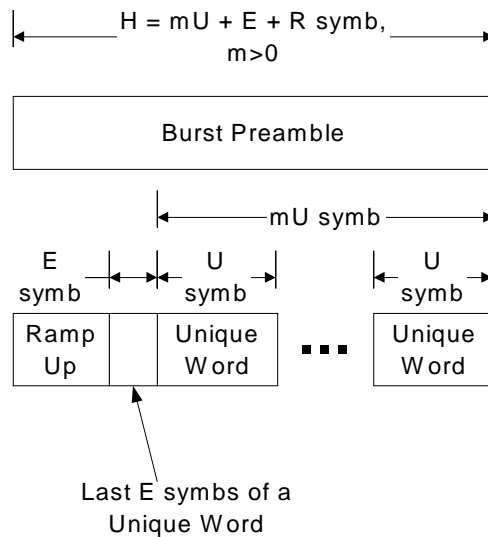 H = mU + E + R symb,
m>0
Burst Preamble
mU symb
E
symb
U
symb
U
symb
Ramp
Up
Unique
Word
Unique
Word
Last E symbs of a
Unique Word